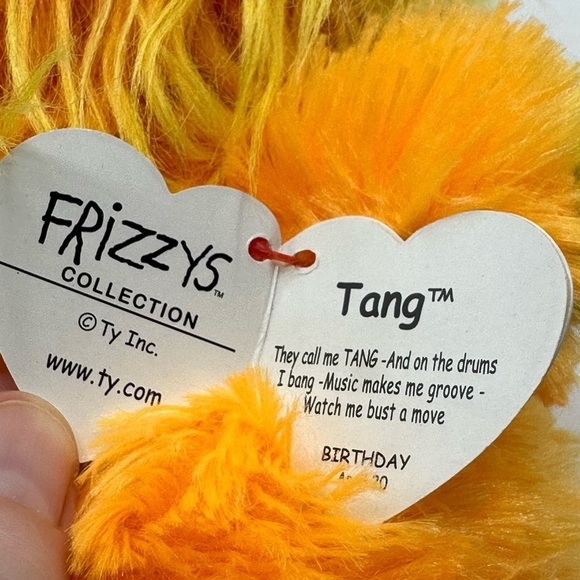 FRIZZYS™
COLLECTION
© Ty Inc.
www.ty.com
Tang™
They call me TANG -And on the drums
I bang -Music makes me groove -
Watch me bust a move
BIRTHDAY